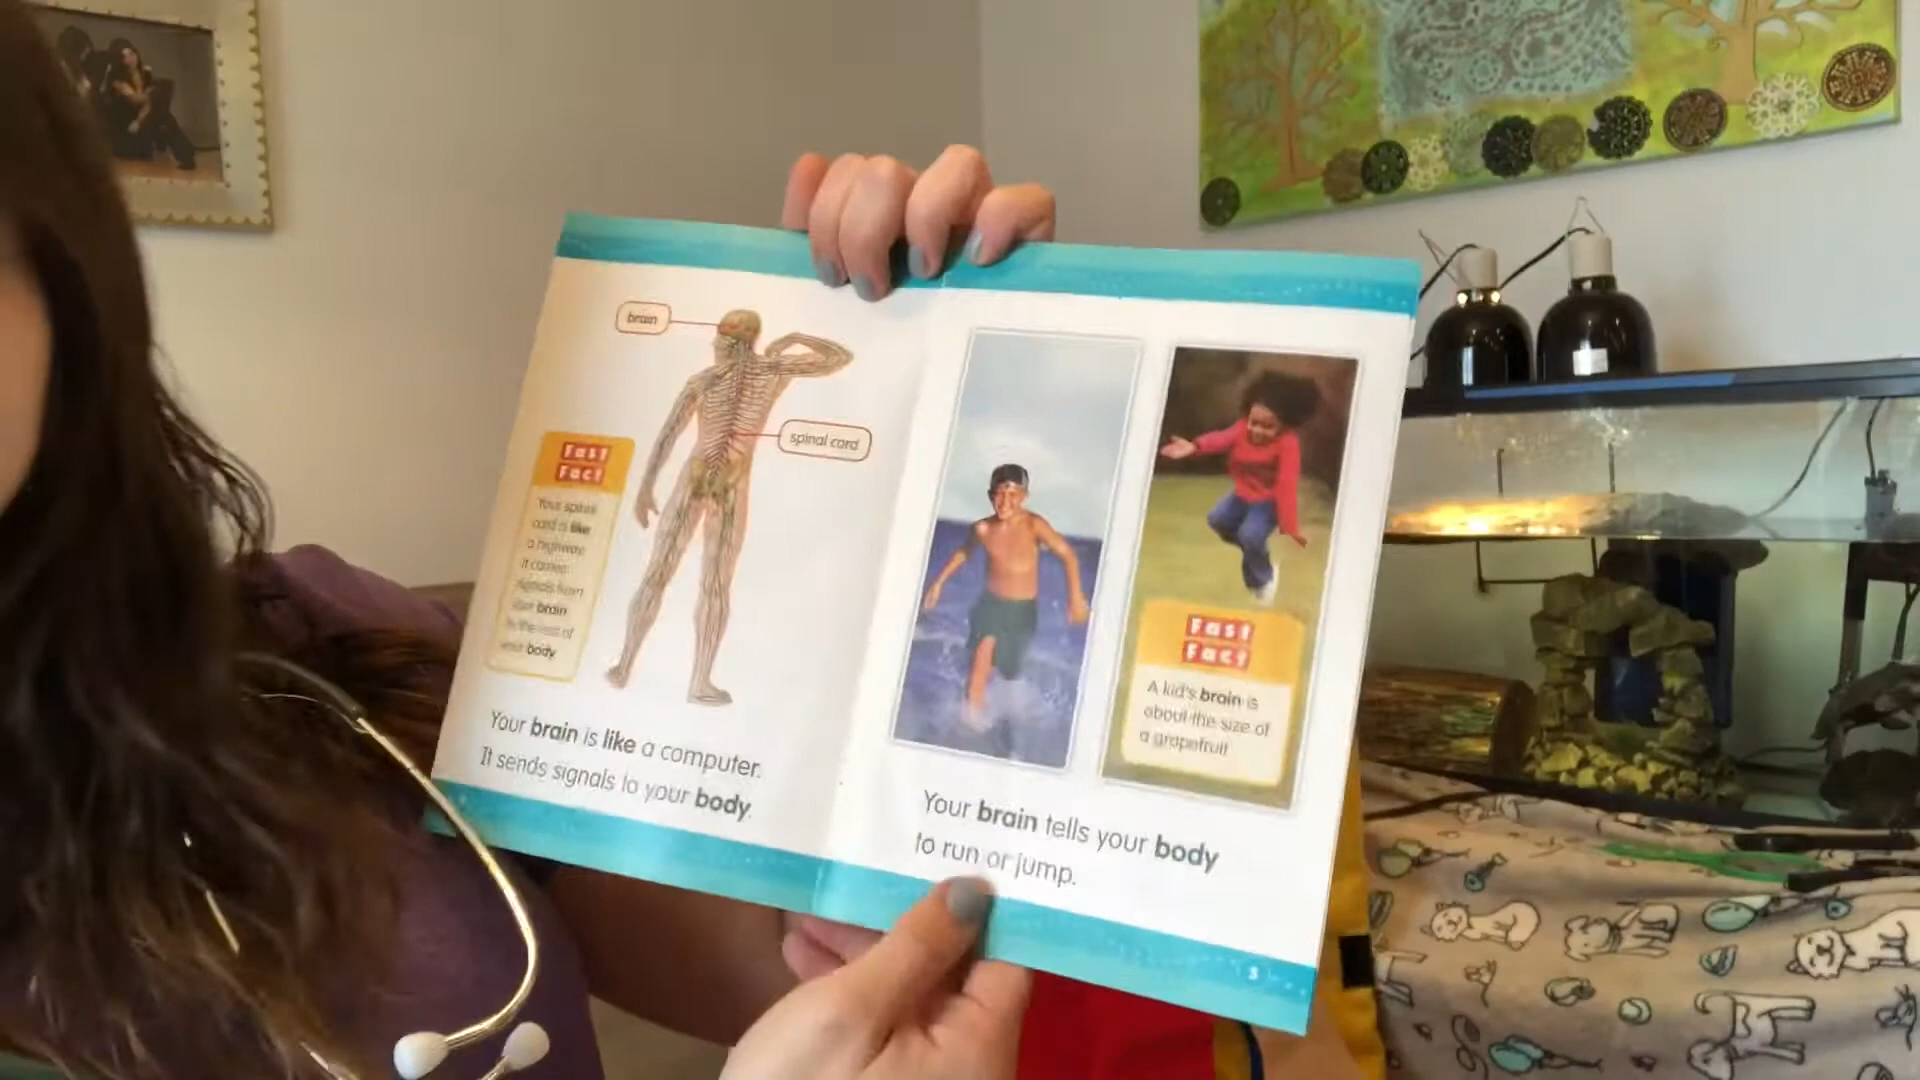 brain
spinal cord
Fast
Fact
Your spinal
cord is like
a highway.
It carries
signals from
your brain
to the rest of
your body.
Your brain is like a computer.
It sends signals to your body.
Fast
Fact
A kid's brain is
about the size of
a grapefruit.
Your brain tells your body
to run or jump.